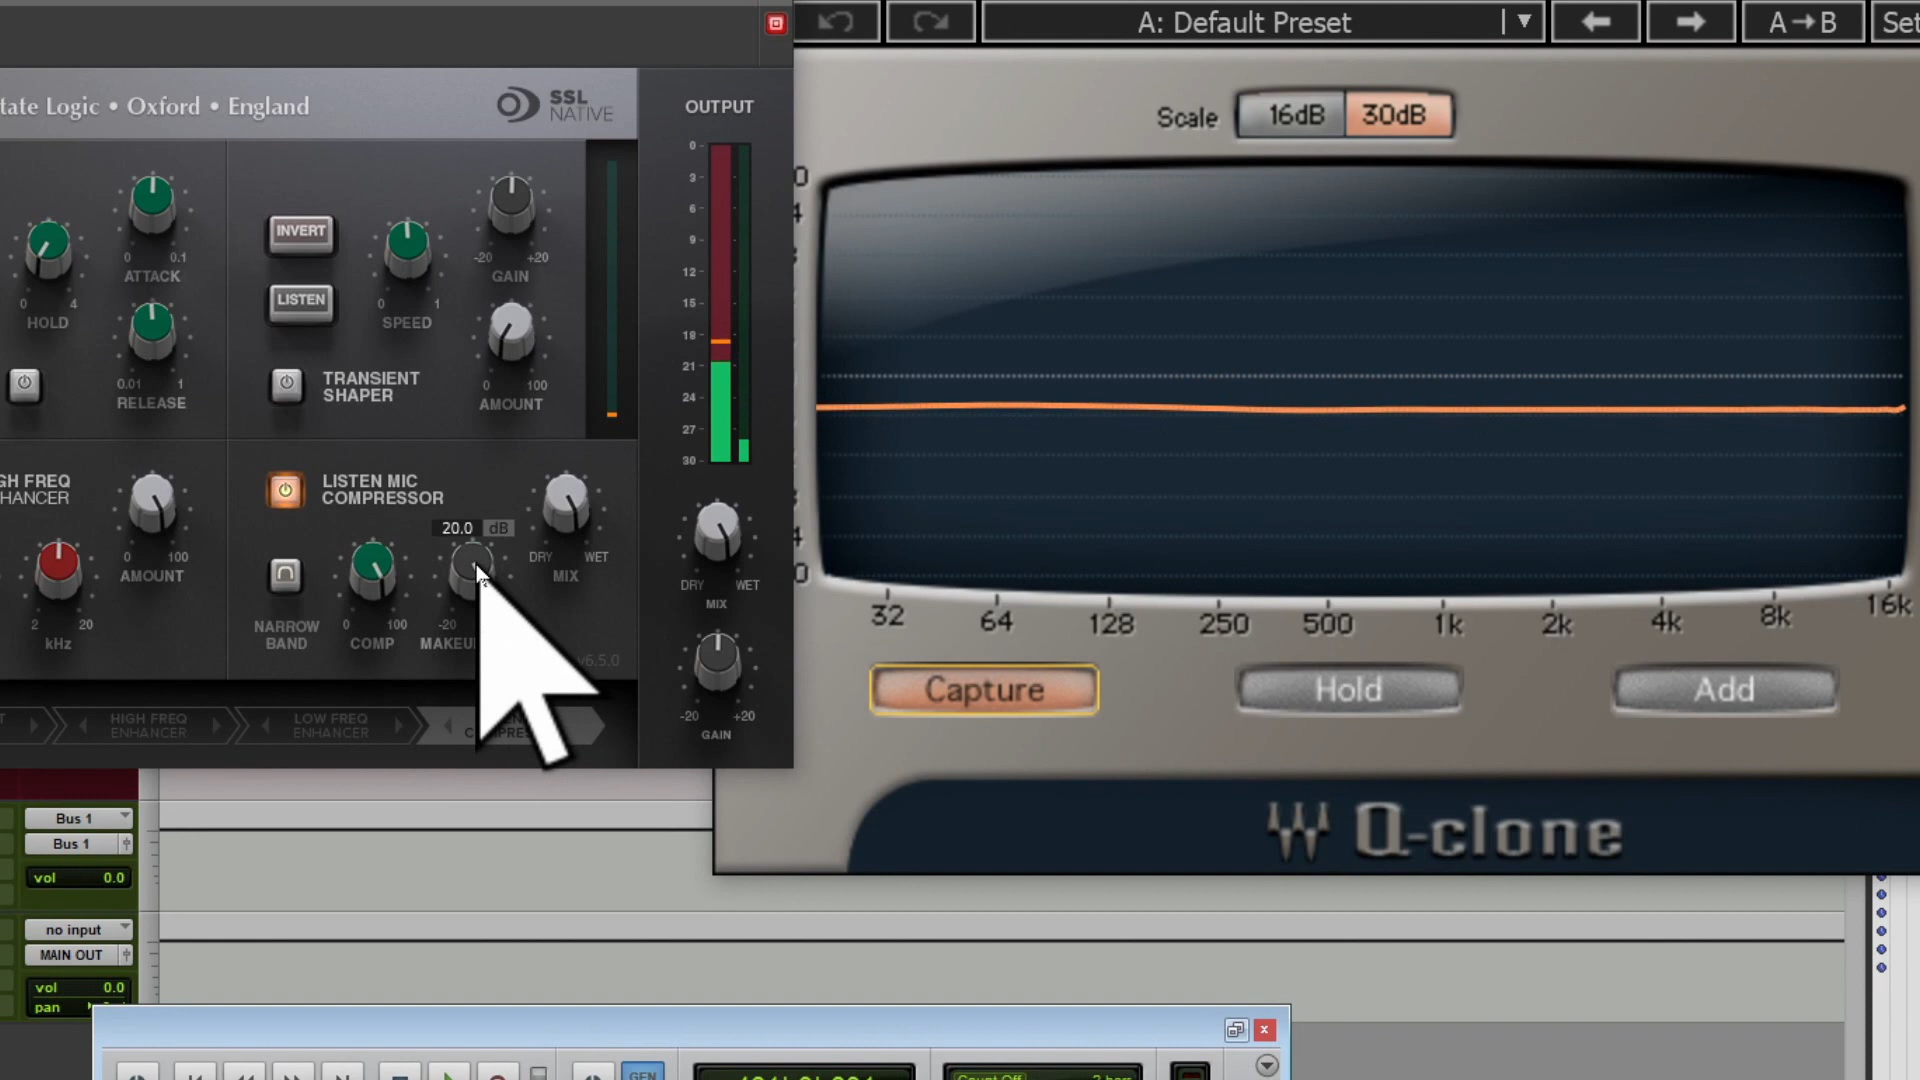 A: Default Preset
A→B
tate Logic • Oxford • England
SSL
NATIVE
OUTPUT
Scale
16dB
30dB
0
3
6
9
12
15
18
21
24
27
30
INVERT
LISTEN
0 0.1
ATTACK
0 4
HOLD
0.01 1
RELEASE
0 1
SPEED
-20 +20
GAIN
0 100
AMOUNT
TRANSIENT
SHAPER
LISTEN MIC
COMPRESSOR
20.0 dB
GH FREQ
HANCER
0 100
AMOUNT
DRY WET
MIX
2 20
kHz
NARROW
BAND
0 100
COMP
-20
v6.5.0
DRY WET
MIX
-20 +20
GAIN
HIGH FREQ
ENHANCER
LOW FREQ
ENHANCER
32 64 128 250 500 1k 2k 4k 8k 16k
Capture
Hold
Add
Q-clone
Bus 1
Bus 1
vol 0.0
no input
MAIN OUT
vol 0.0
pan
GEN
Count Off